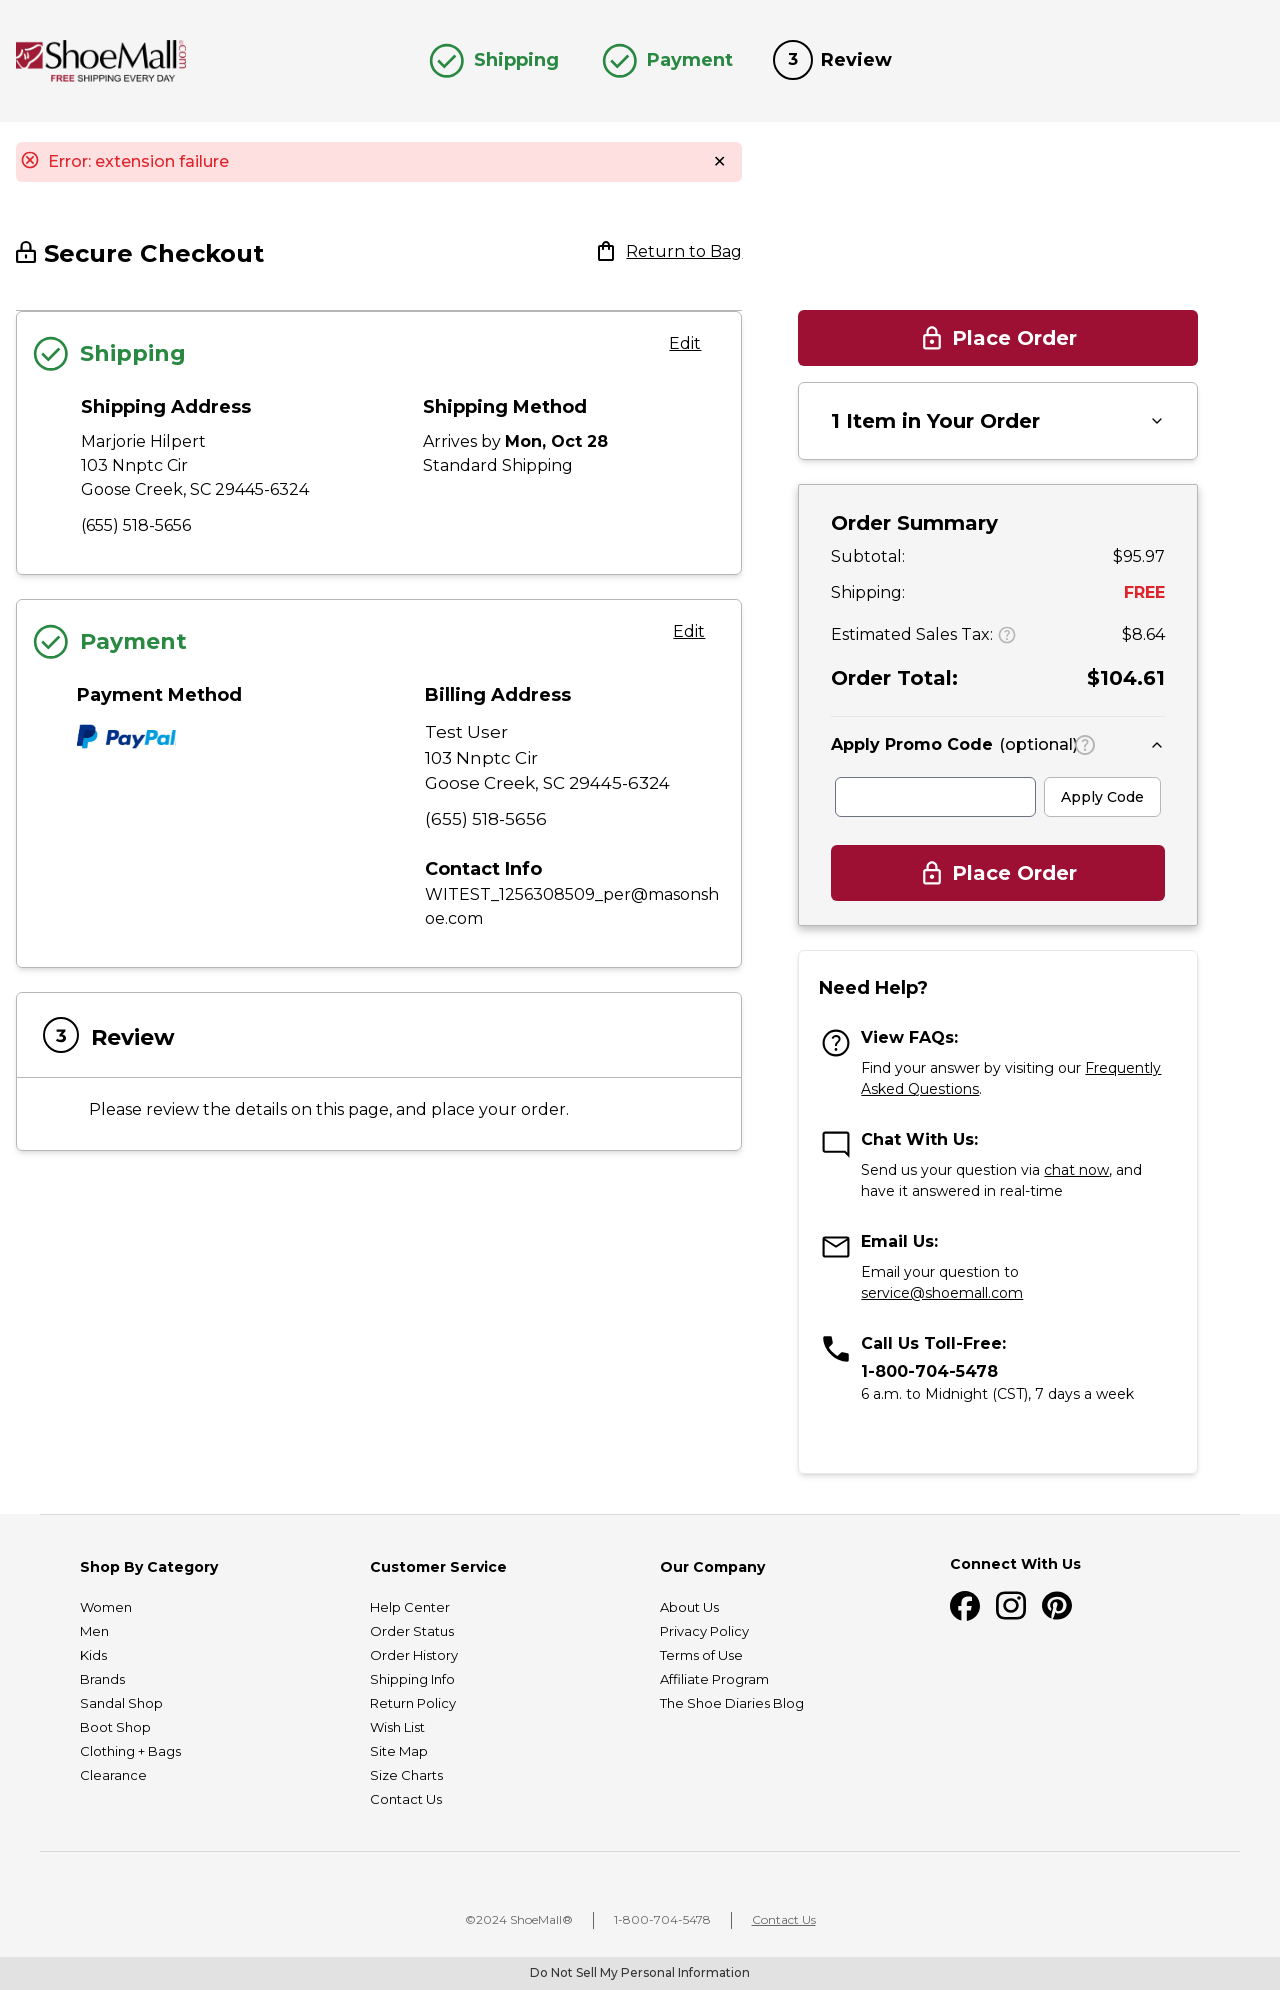 ShoeMall.com
FREE SHIPPING EVERY DAY
Shipping
Payment
3 Review
Error: extension failure ✕
Secure Checkout
Return to Bag
Shipping
Edit
Shipping Address
Marjorie Hilpert
103 Nnptc Cir
Goose Creek, SC 29445-6324
(655) 518-5656
Shipping Method
Arrives by Mon, Oct 28
Standard Shipping
Payment
Edit
Payment Method
PayPal
Billing Address
Test User
103 Nnptc Cir
Goose Creek, SC 29445-6324
(655) 518-5656
Contact Info
WITEST_1256308509_per@masonsh
oe.com
3 Review
Please review the details on this page, and place your order.
Place Order
1 Item in Your Order
Order Summary
Subtotal: $95.97
Shipping: FREE
Estimated Sales Tax: ? $8.64
Order Total: $104.61
Apply Promo Code (optional) ?
Apply Code
Place Order
Need Help?
View FAQs:
Find your answer by visiting our Frequently
Asked Questions.
Chat With Us:
Send us your question via chat now, and
have it answered in real-time
Email Us:
Email your question to
service@shoemall.com
Call Us Toll-Free:
1-800-704-5478
6 a.m. to Midnight (CST), 7 days a week
Shop By Category
Women
Men
Kids
Brands
Sandal Shop
Boot Shop
Clothing + Bags
Clearance
Customer Service
Help Center
Order Status
Order History
Shipping Info
Return Policy
Wish List
Site Map
Size Charts
Contact Us
Our Company
About Us
Privacy Policy
Terms of Use
Affiliate Program
The Shoe Diaries Blog
Connect With Us
©2024 ShoeMall® | 1-800-704-5478 | Contact Us
Do Not Sell My Personal Information